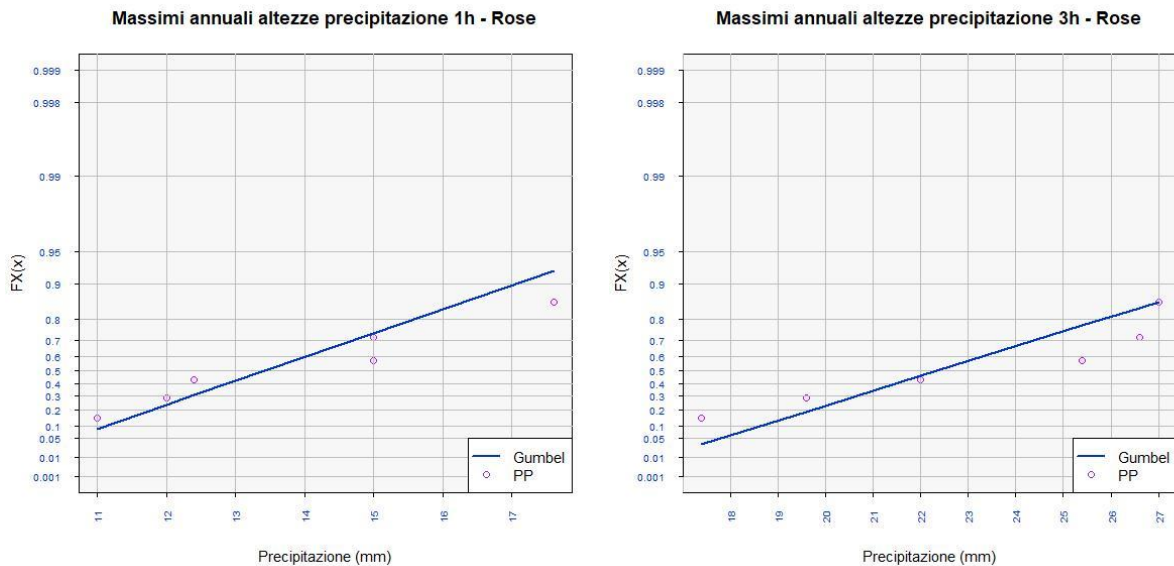 Massimi annuali altezze precipitazione 1h - Rose
FX(x)
0.999
0.998
0.99
0.95
0.9
0.8
0.7
0.6
0.5
0.4
0.3
0.2
0.1
0.05
0.01
0.001
Gumbel
PP
11 12 13 14 15 16 17
Precipitazione (mm)
Massimi annuali altezze precipitazione 3h - Rose
FX(x)
0.999
0.998
0.99
0.95
0.9
0.8
0.7
0.6
0.5
0.4
0.3
0.2
0.1
0.05
0.01
0.001
Gumbel
PP
18 19 20 21 22 23 24 25 26 27
Precipitazione (mm)